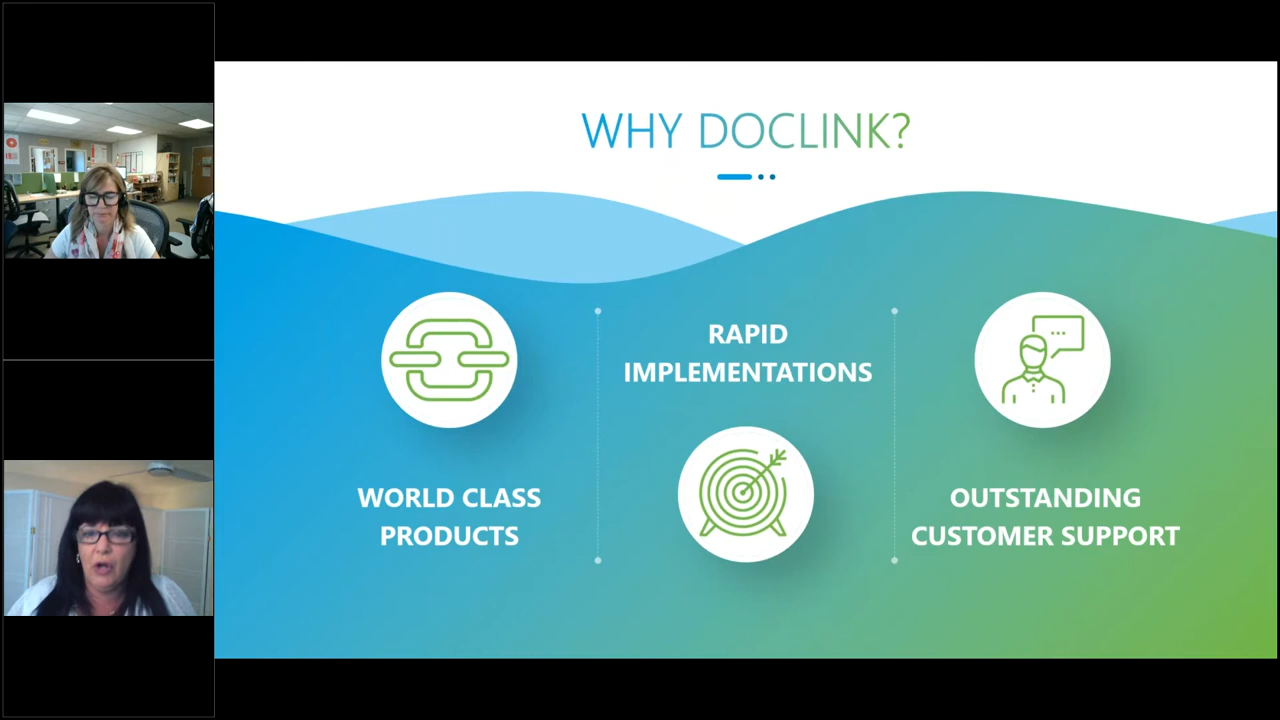 WHY DOCLINK?
WORLD CLASS
PRODUCTS
RAPID
IMPLEMENTATIONS
OUTSTANDING
CUSTOMER SUPPORT